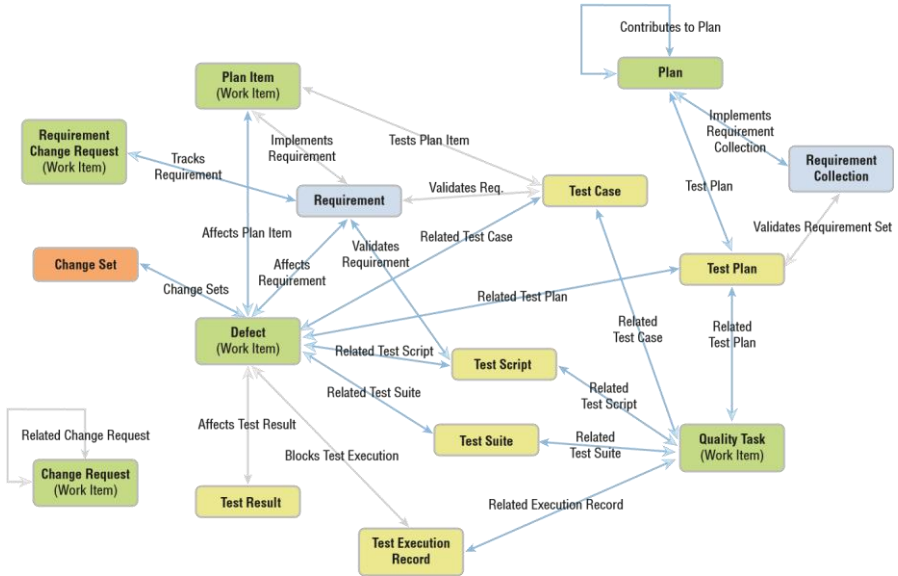 Contributes to Plan
Plan Item
(Work Item)
Plan
Requirement
Change Request
(Work Item)
Tracks
Requirement
Implements
Requirement
Tests Plan Item
Implements
Requirement
Collection
Requirement
Collection
Requirement
Validates Req.
Test Case
Test Plan
Affects Plan Item
Related Test Case
Validates
Requirement
Validates Requirement Set
Change Set
Change Sets
Affects
Requirement
Test Plan
Related Test Plan
Defect
(Work Item)
Related Test Script
Test Script
Related
Test Case
Related
Test Plan
Related Test Suite
Related
Test Script
Related Change Request
Affects Test Result
Blocks Test Execution
Test Suite
Related
Test Suite
Quality Task
(Work Item)
Change Request
(Work Item)
Test Result
Related Execution Record
Test Execution
Record